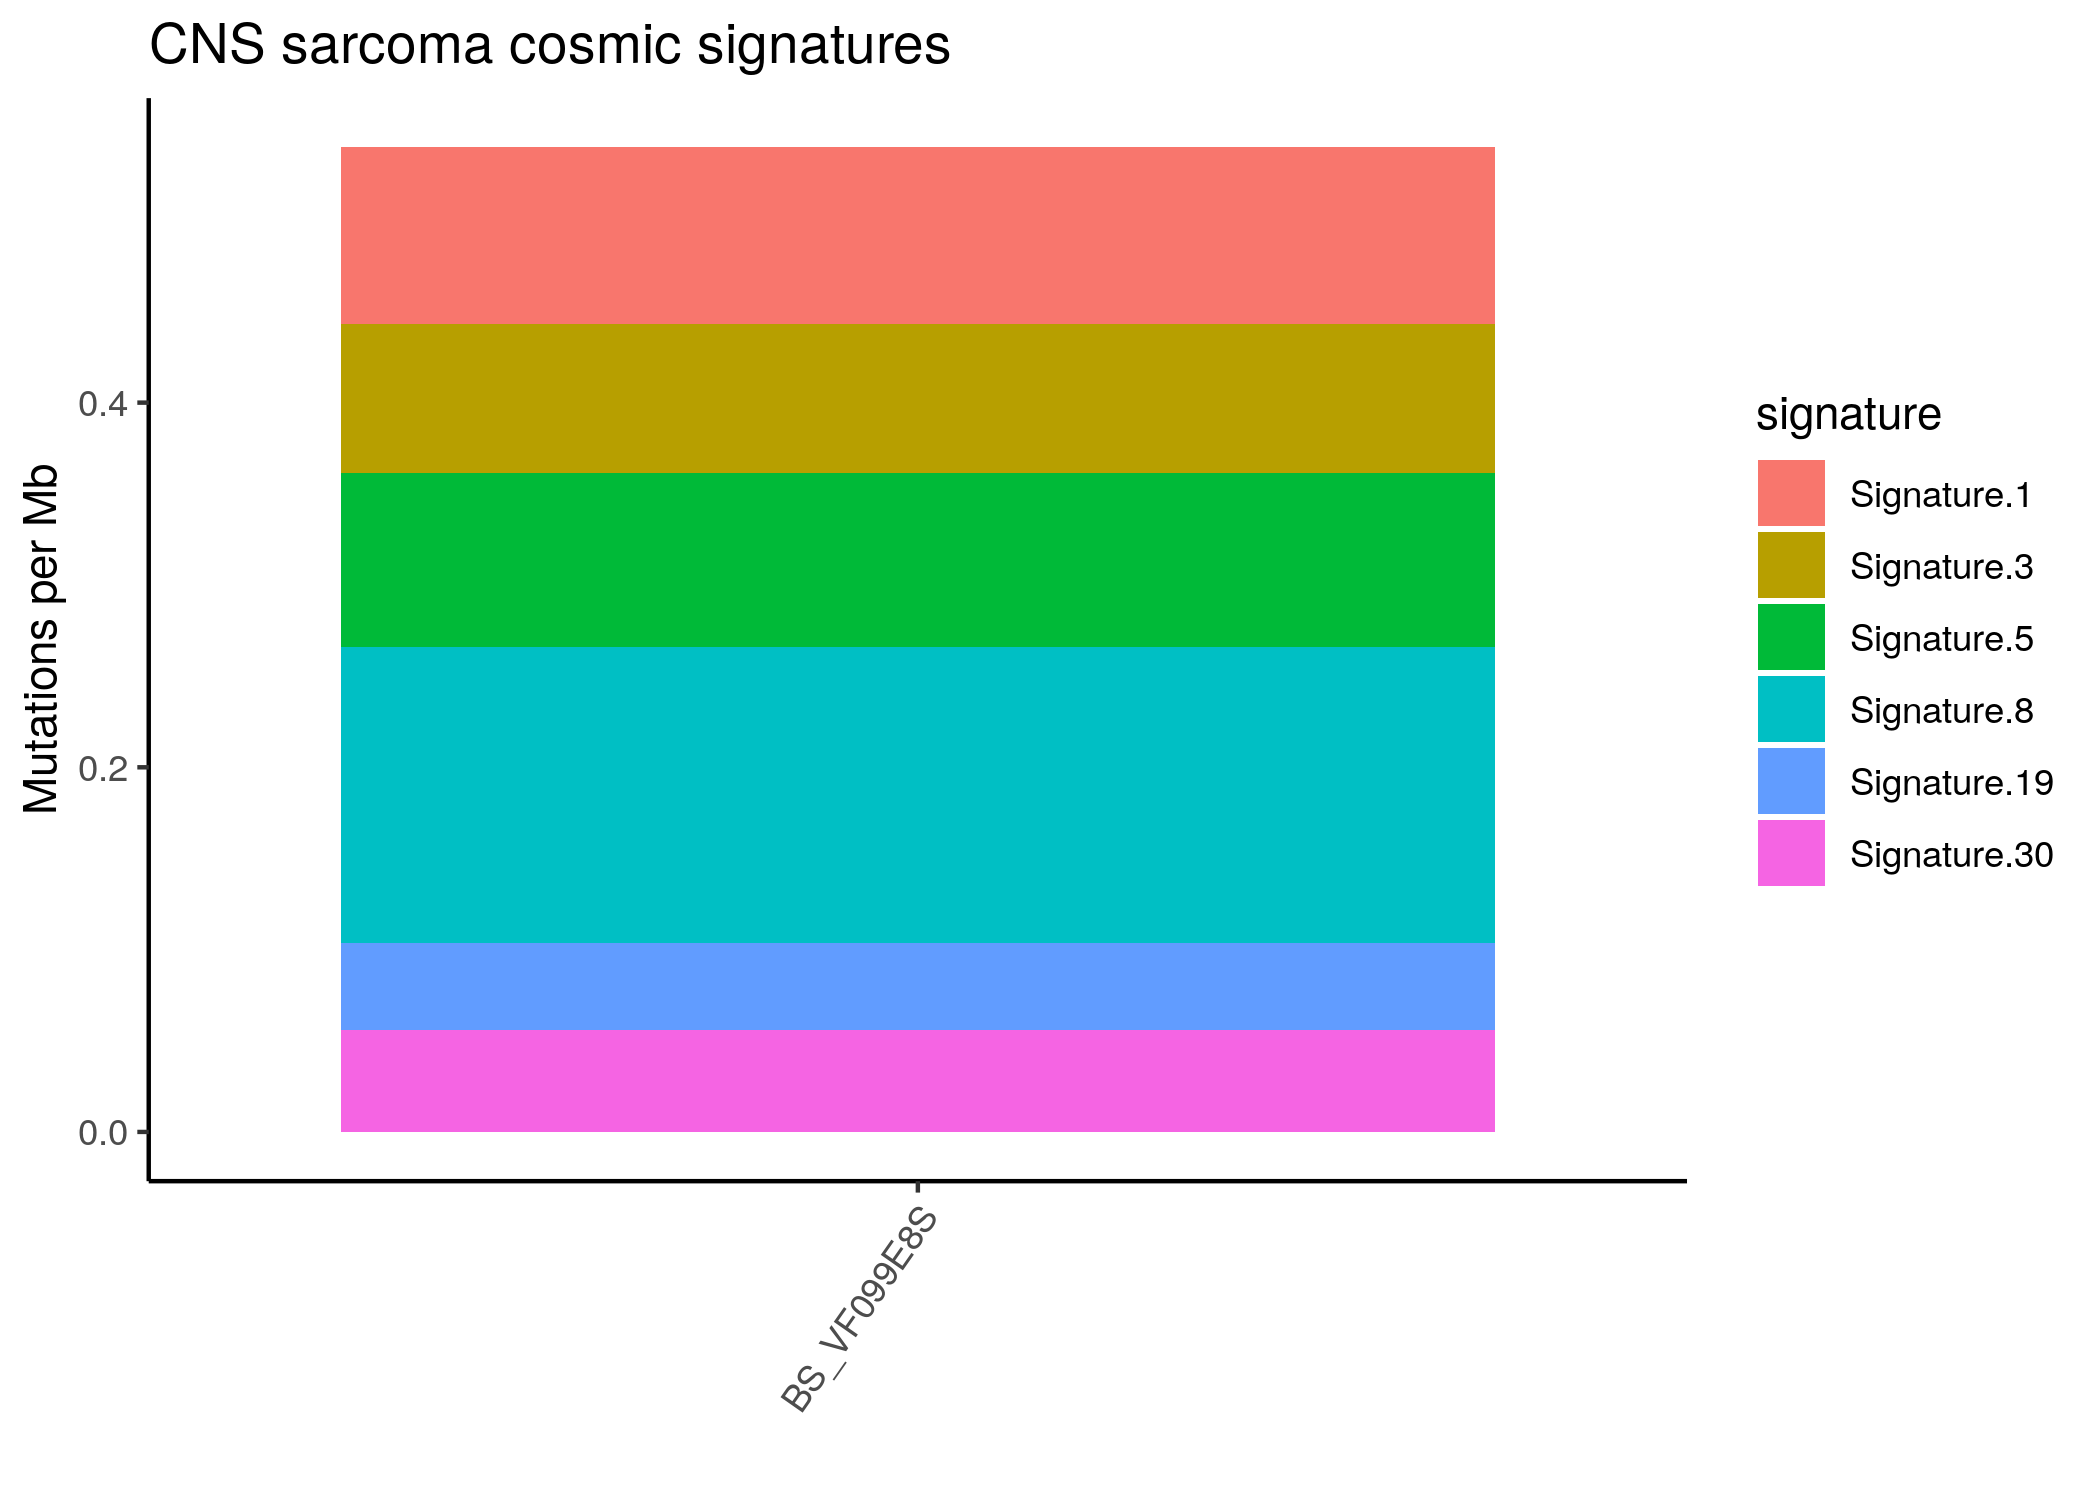 CNS sarcoma cosmic signatures
Mutations per Mb
0.4
0.2
0.0
BS_VF099E8S
signature
Signature.1
Signature.3
Signature.5
Signature.8
Signature.19
Signature.30